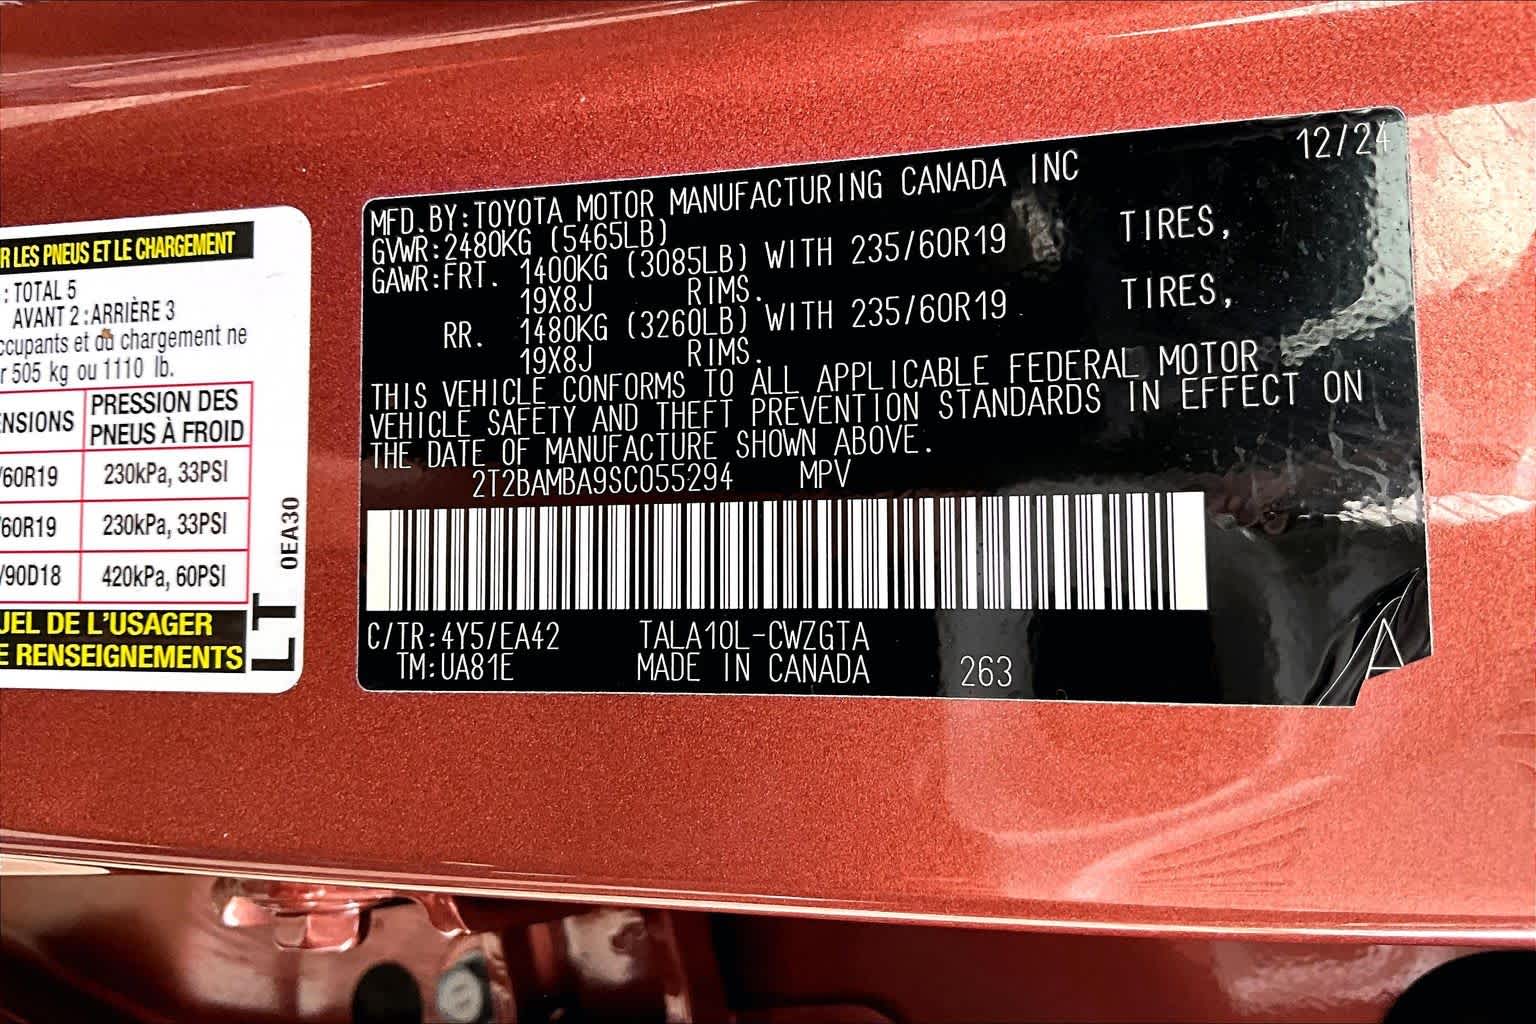 R LES PNEUS ET LE CHARGEMENT
: TOTAL 5
AVANT 2 : ARRIÈRE 3
ccupants et du chargement ne
r 505 kg ou 1110 lb.
ENSIONS PRESSION DES PNEUS À FROID
/60R19 230kPa, 33PSI
/60R19 230kPa, 33PSI
/90D18 420kPa, 60PSI
UEL DE L'USAGER
E RENSEIGNEMENTS
0EA30
LT
12/24
MFD.BY:TOYOTA MOTOR MANUFACTURING CANADA INC
GVWR:2480KG (5465LB)
GAWR:FRT. 1400KG (3085LB) WITH 235/60R19 TIRES,
19X8J RIMS.
RR. 1480KG (3260LB) WITH 235/60R19 TIRES,
19X8J RIMS.
THIS VEHICLE CONFORMS TO ALL APPLICABLE FEDERAL MOTOR
VEHICLE SAFETY AND THEFT PREVENTION STANDARDS IN EFFECT ON
THE DATE OF MANUFACTURE SHOWN ABOVE.
2T2BAMBA9SC055294 MPV
C/TR:4Y5/EA42 TALA10L-CWZGTA
TM:UA81E MADE IN CANADA 263
A